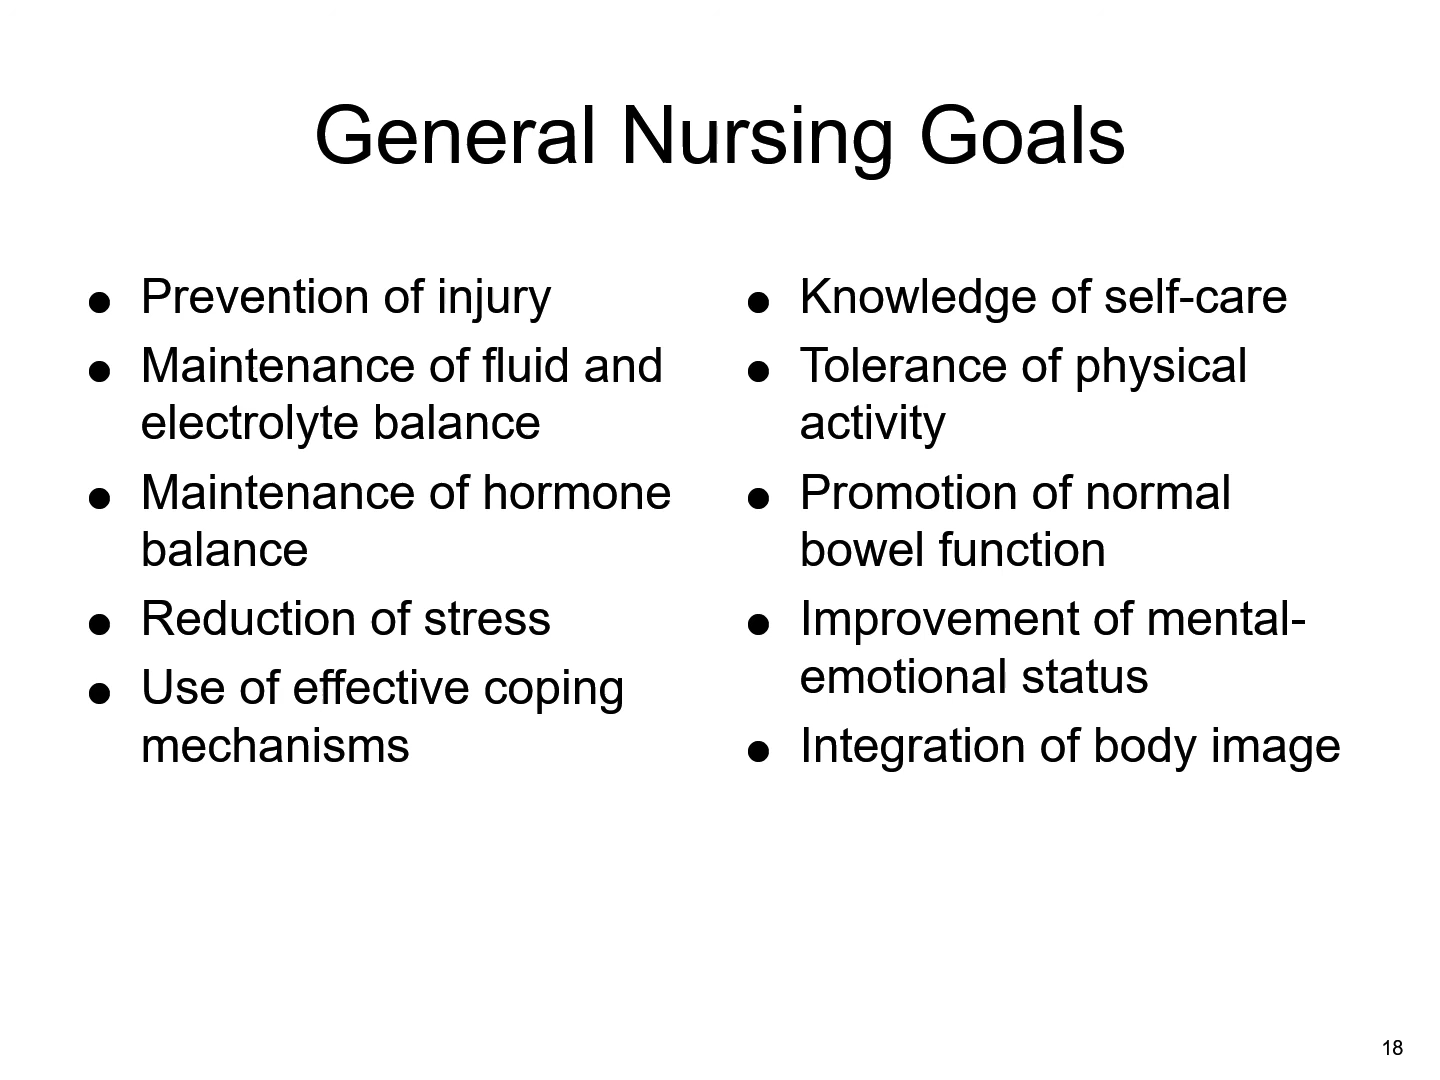 General Nursing Goals
● Prevention of injury
● Maintenance of fluid and
electrolyte balance
● Maintenance of hormone
balance
● Reduction of stress
● Use of effective coping
mechanisms
● Knowledge of self-care
● Tolerance of physical
activity
● Promotion of normal
bowel function
● Improvement of mental-
emotional status
● Integration of body image
18